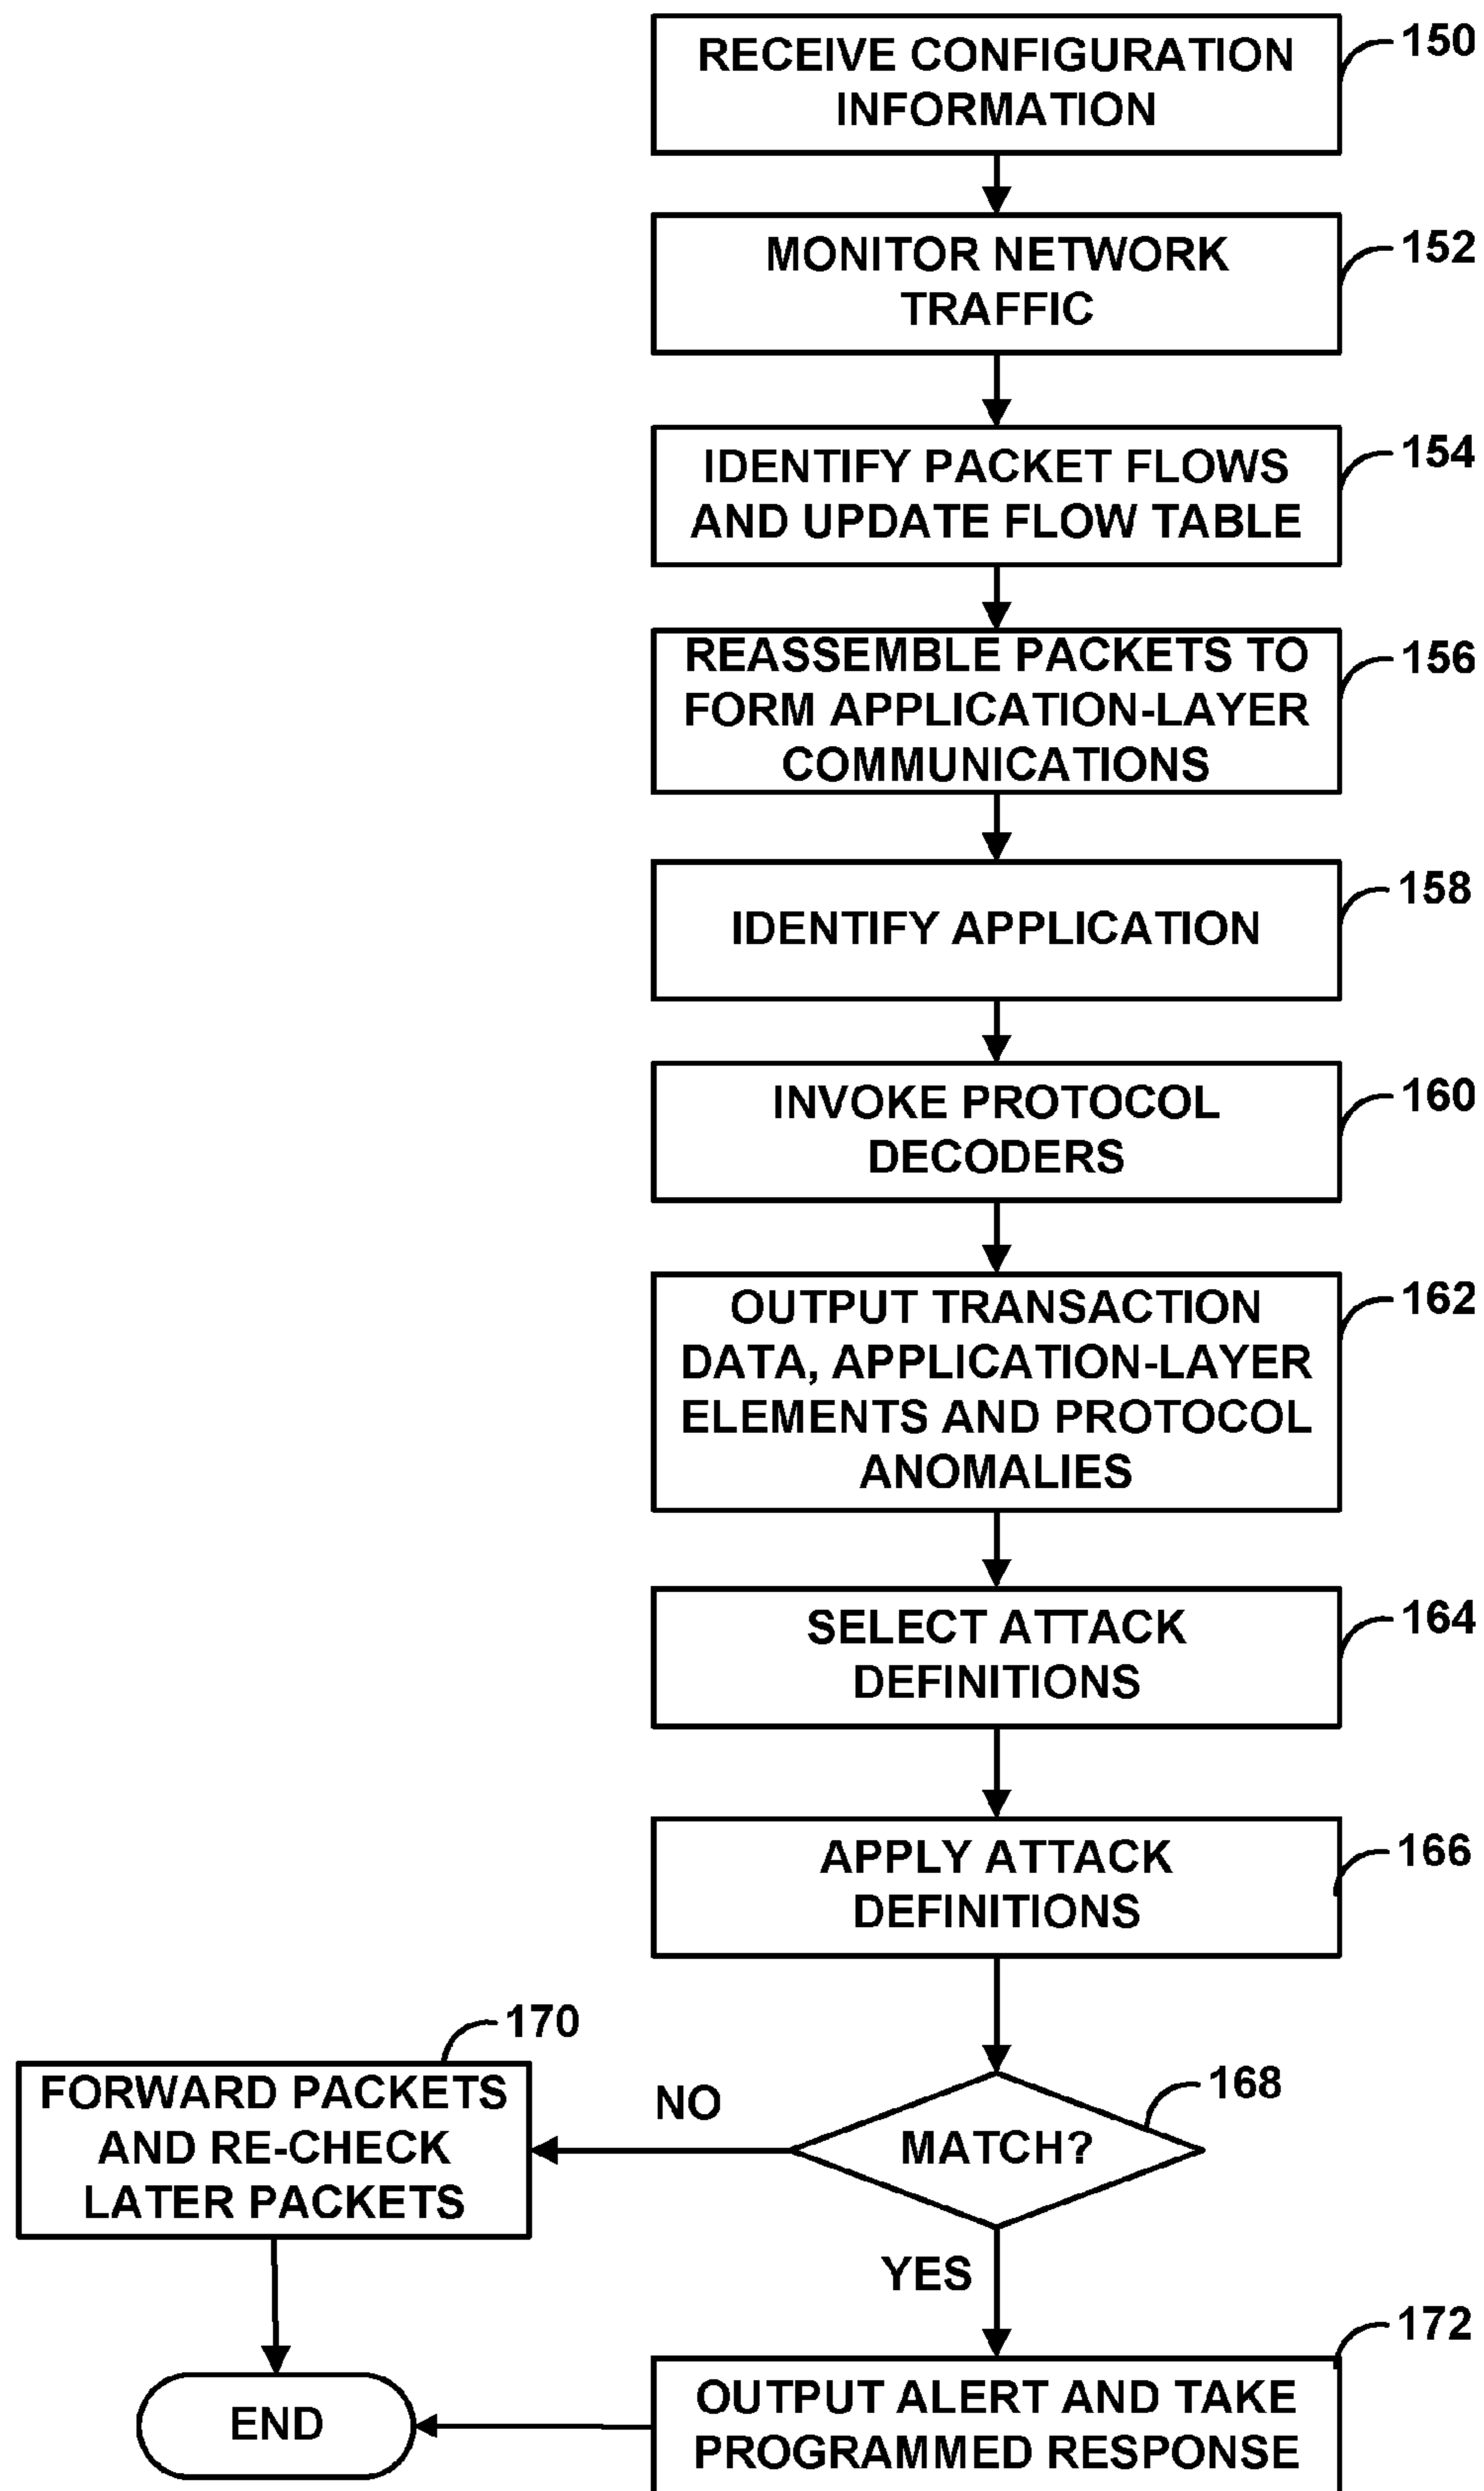 RECEIVE CONFIGURATION
INFORMATION
150
MONITOR NETWORK
TRAFFIC
152
IDENTIFY PACKET FLOWS
AND UPDATE FLOW TABLE
154
REASSEMBLE PACKETS TO
FORM APPLICATION-LAYER
COMMUNICATIONS
156
IDENTIFY APPLICATION
158
INVOKE PROTOCOL
DECODERS
160
OUTPUT TRANSACTION
DATA, APPLICATION-LAYER
ELEMENTS AND PROTOCOL
ANOMALIES
162
SELECT ATTACK
DEFINITIONS
164
APPLY ATTACK
DEFINITIONS
166
MATCH?
168
NO
FORWARD PACKETS
AND RE-CHECK
LATER PACKETS
170
YES
OUTPUT ALERT AND TAKE
PROGRAMMED RESPONSE
172
END